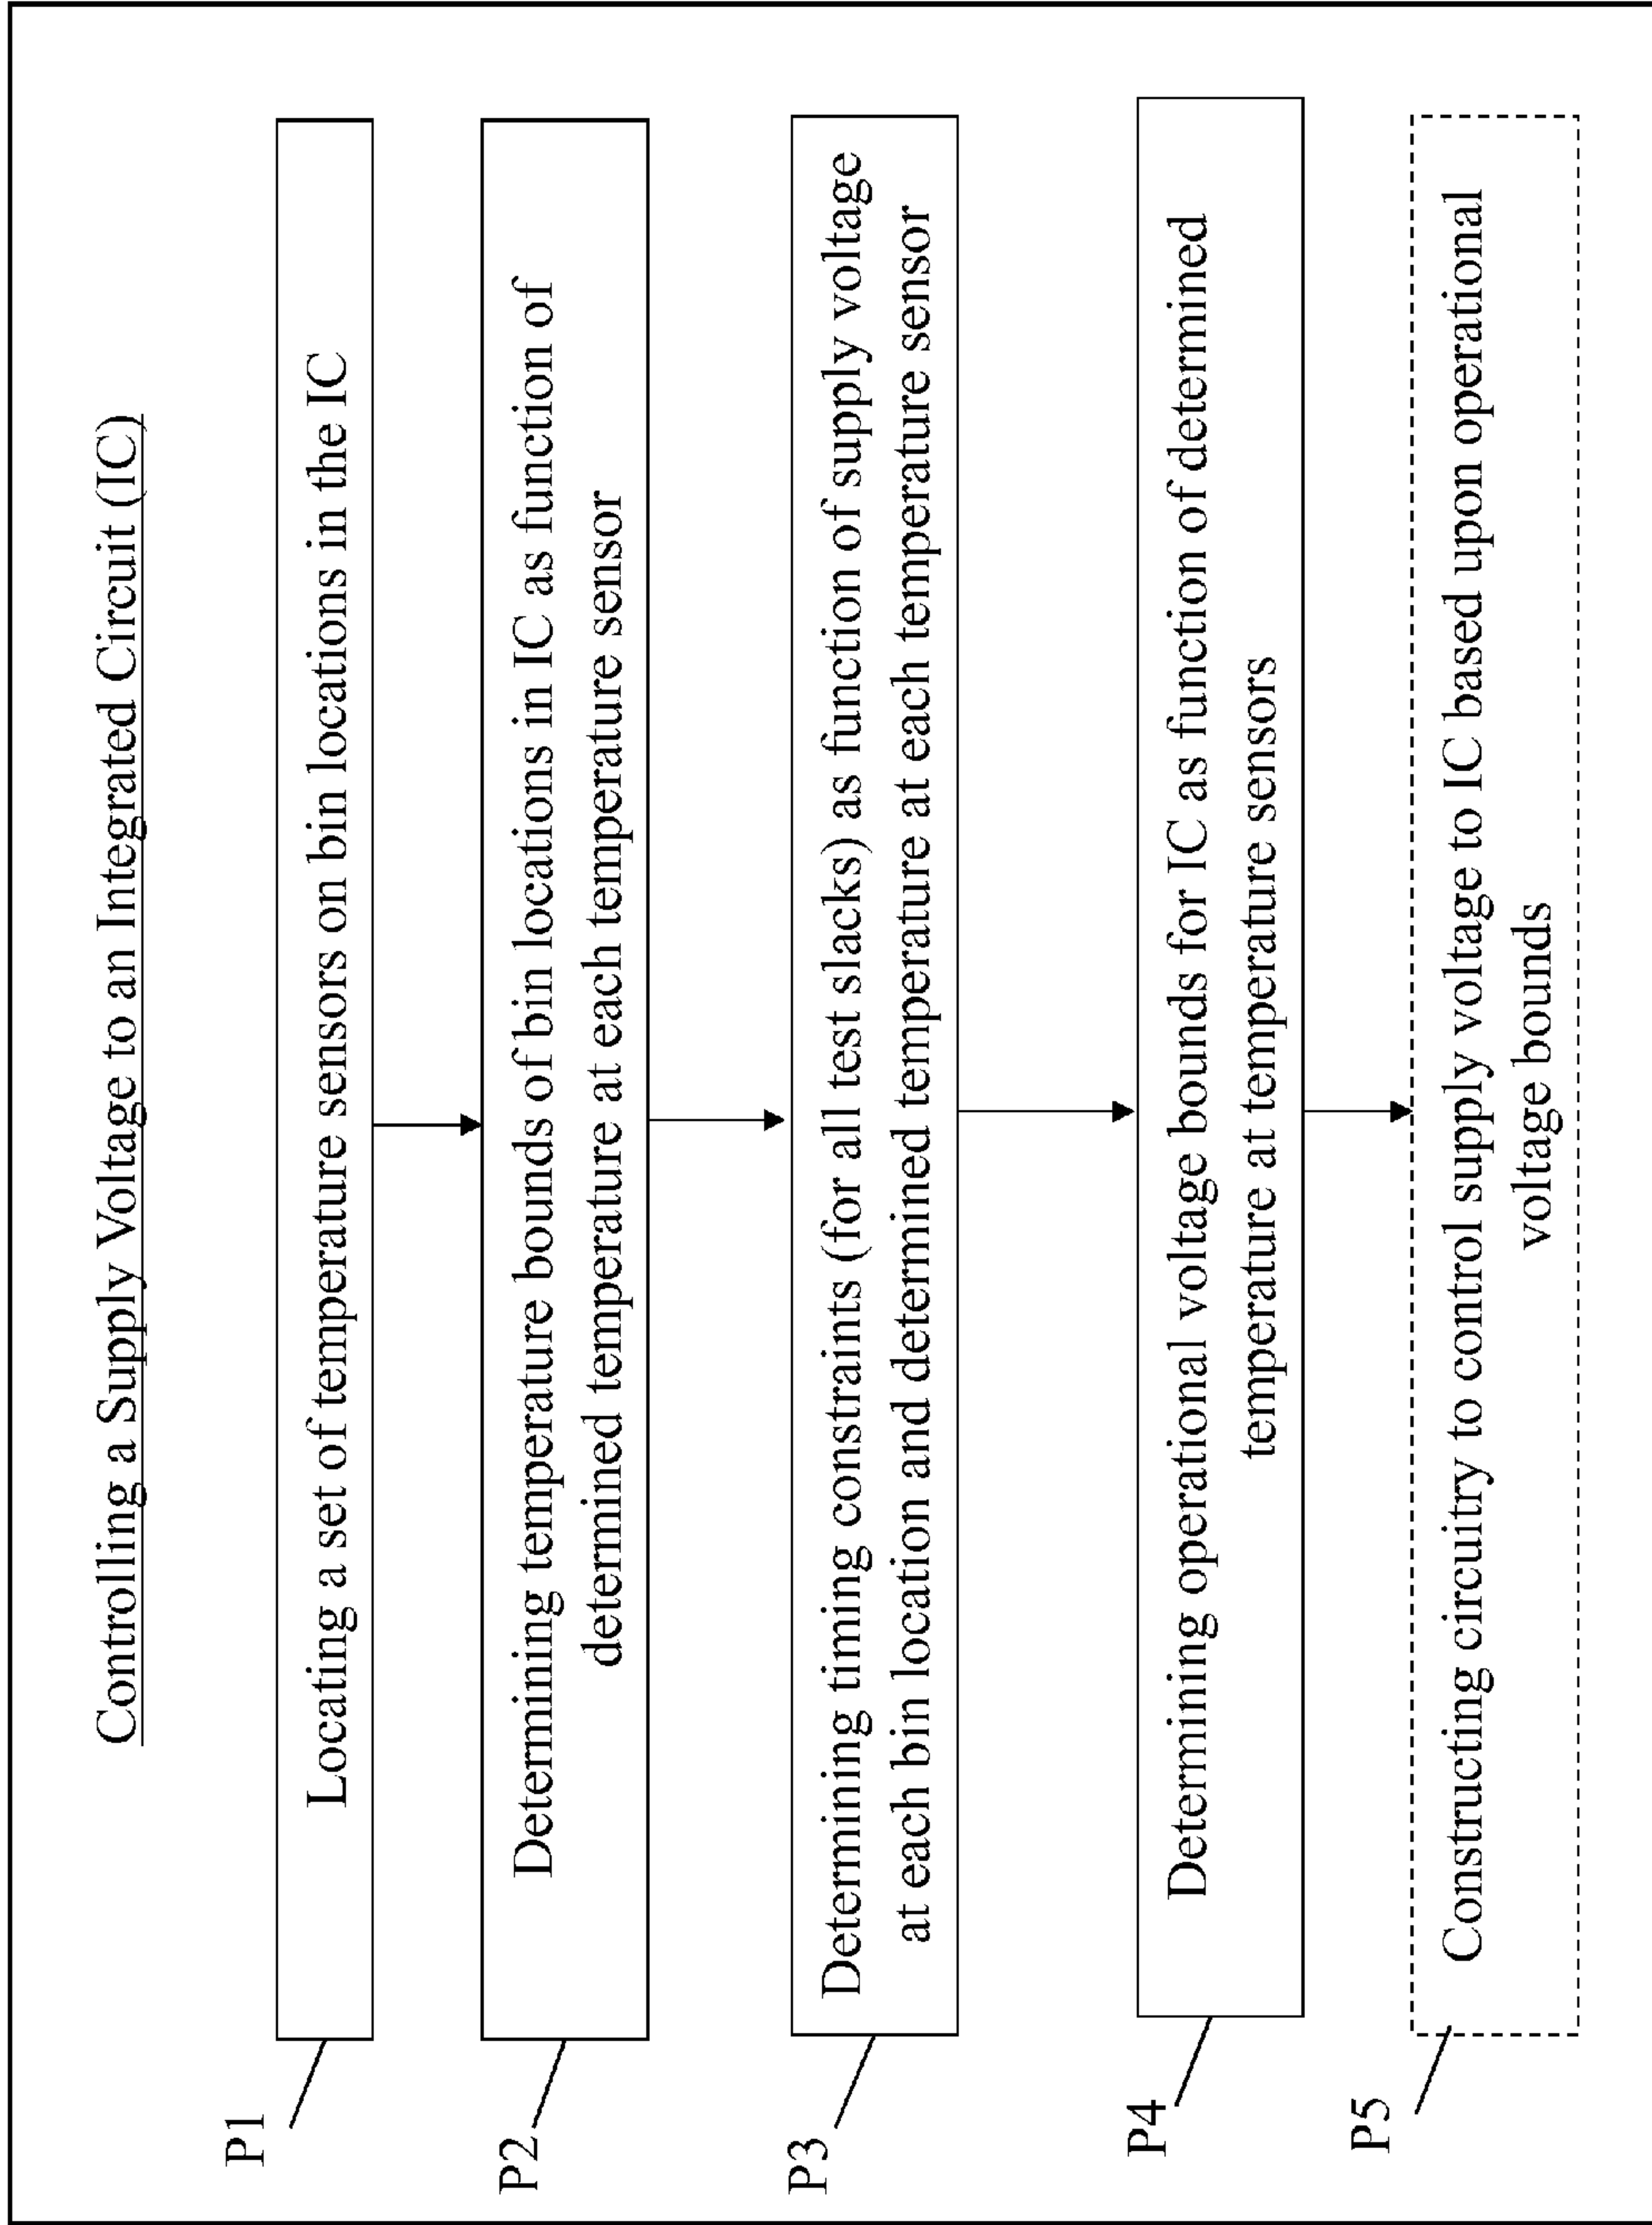 Controlling a Supply Voltage to an Integrated Circuit (IC)
P1
Locating a set of temperature sensors on bin locations in the IC
P2
Determining temperature bounds of bin locations in IC as function of
determined temperature at each temperature sensor
P3
Determining timing constraints (for all test slacks) as function of supply voltage
at each bin location and determined temperature at each temperature sensor
P4
Determining operational voltage bounds for IC as function of determined
temperature at temperature sensors
P5
Constructing circuitry to control supply voltage to IC based upon operational
voltage bounds